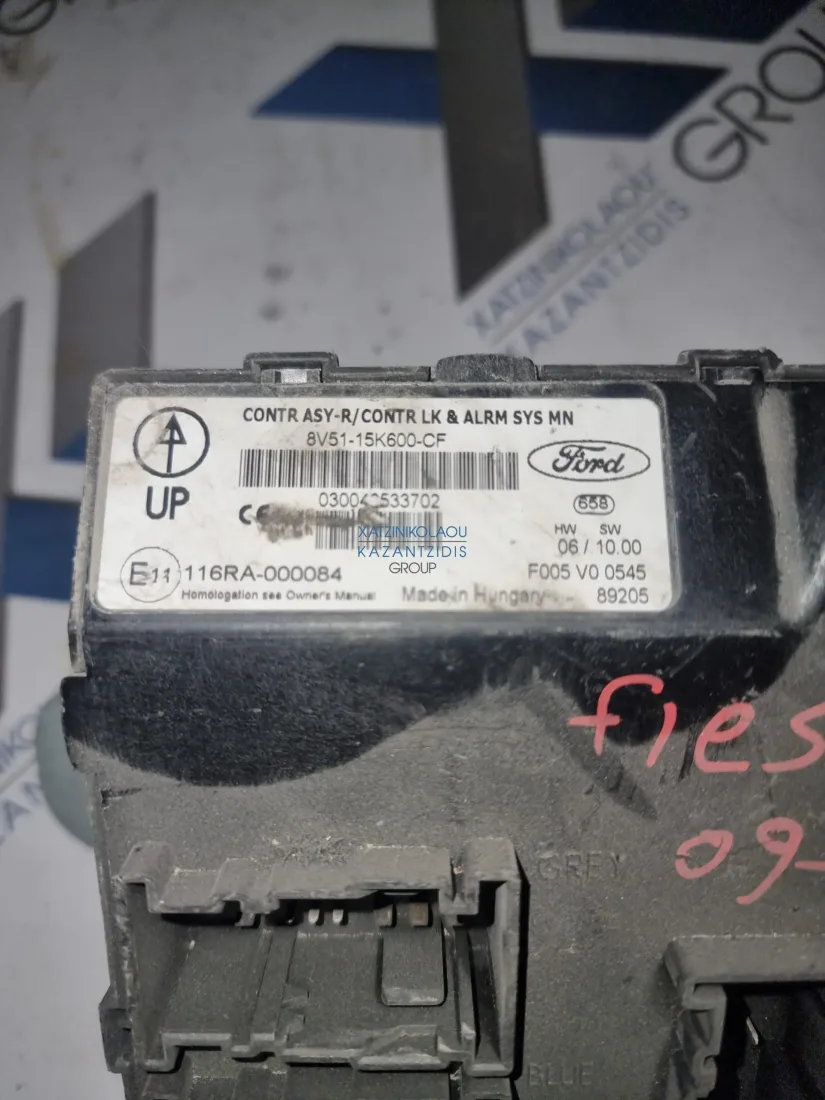 GROU
XATZINIKOLAOU
KAZANTZIDIS
CONTR ASY-R/CONTR LK & ALRM SYS MN
8V51-15K600-CF
Ford
UP
658
CE
HW SW
06 / 10.00
XATZINIKOLAOU
KAZANTZIDIS
GROUP
E11 116RA-000084
F005 V0 0545
Homologation see Owner's Manual
Made in Hungary
89205
fies
09-
GREY
BLUE